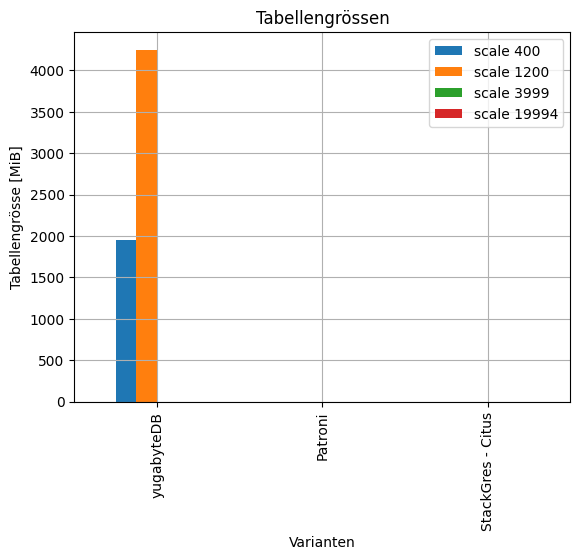 Tabellengrössen
scale 400
scale 1200
scale 3999
scale 19994
Tabellengrösse [MiB]
4000
3500
3000
2500
2000
1500
1000
500
0
yugabyteDB
Patroni
StackGres - Citus
Varianten